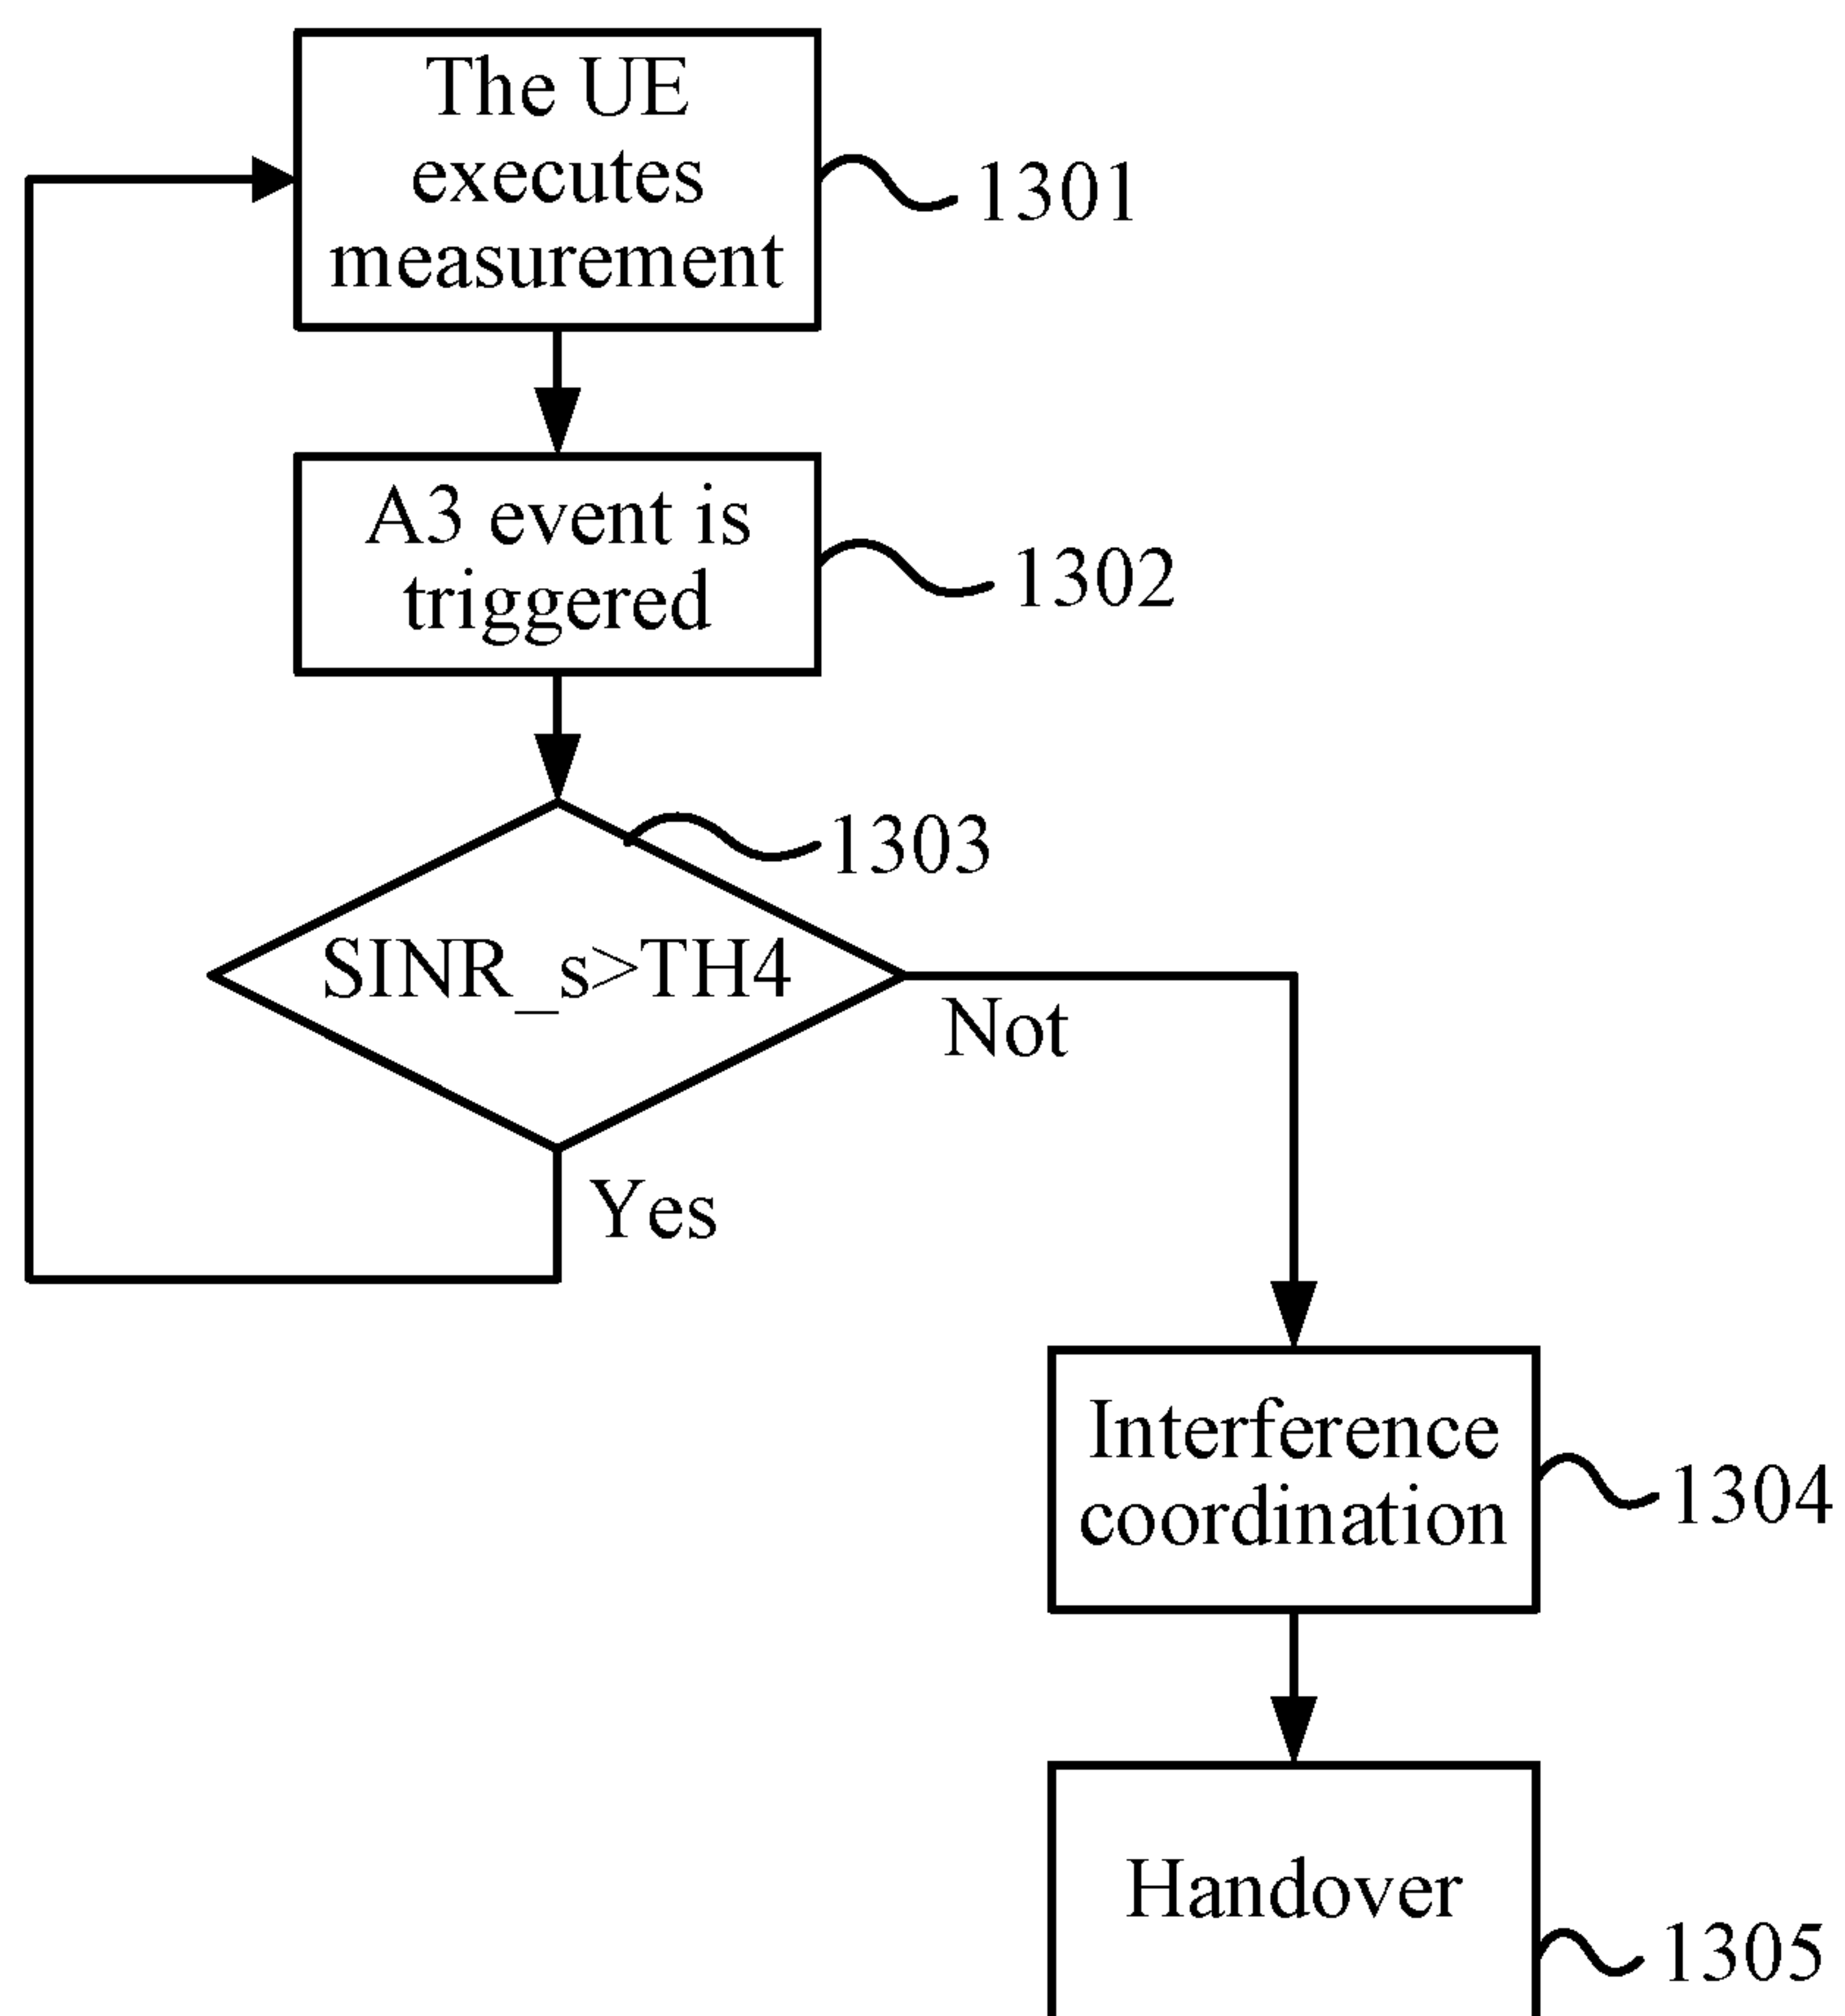 The UE
executes
measurement
1301
A3 event is
triggered
1302
1303
SINR_s>TH4
Not
Yes
Interference
coordination
1304
Handover
1305